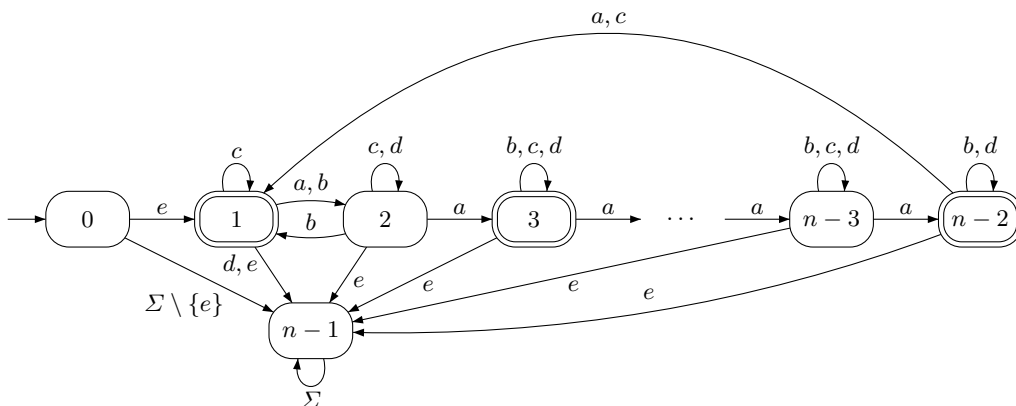 a, c
c
c, d
b, c, d
b, c, d
b, d
0 e 1 a, b b 2 a 3 a ⋯ a n − 3 a n − 2
d, e e e e e
Σ \ {e}
n − 1
Σ